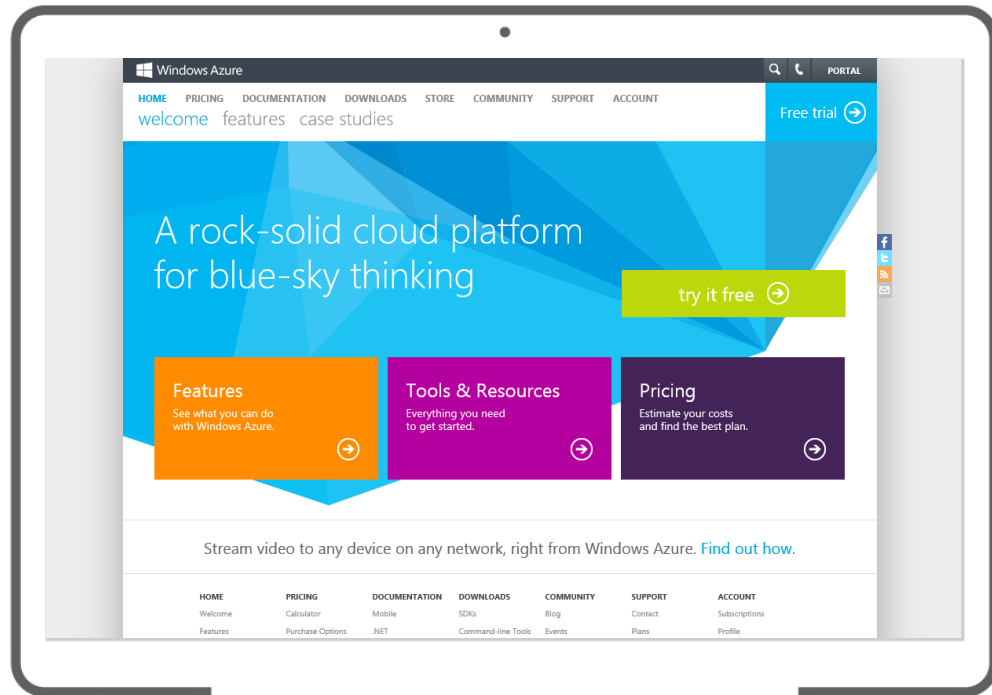 Windows Azure
PORTAL
HOME PRICING DOCUMENTATION DOWNLOADS STORE COMMUNITY SUPPORT ACCOUNT
welcome features case studies
Free trial
A rock-solid cloud platform
for blue-sky thinking
try it free
Features
See what you can do
with Windows Azure.
Tools & Resources
Everything you need
to get started.
Pricing
Estimate your costs
and find the best plan.
Stream video to any device on any network, right from Windows Azure. Find out how.
HOME PRICING DOCUMENTATION DOWNLOADS COMMUNITY SUPPORT ACCOUNT
Welcome Calculator Mobile SDKs Blog Contact Subscriptions
Features Purchase Options .NET Command-line Tools Events Plans Profile